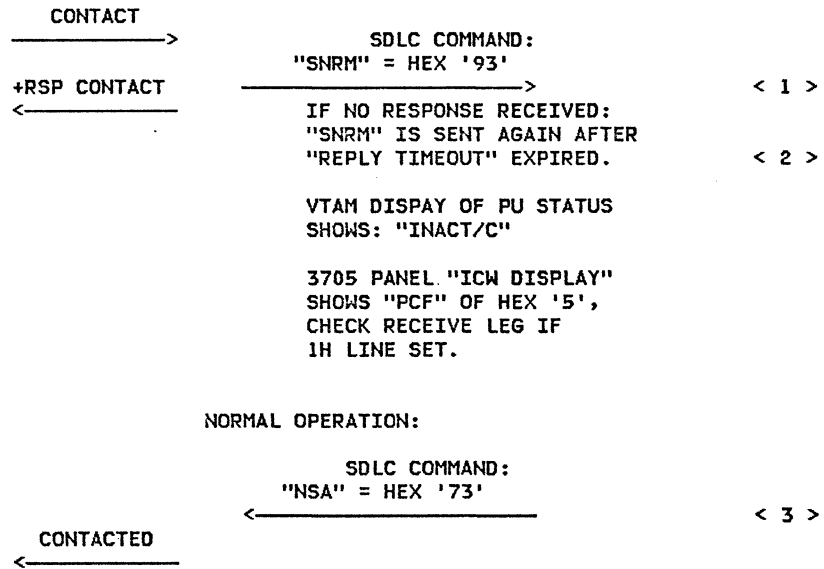 CONTACT
SDLC COMMAND:
"SNRM" = HEX '93'
+RSP CONTACT
< 1 >
IF NO RESPONSE RECEIVED:
"SNRM" IS SENT AGAIN AFTER
"REPLY TIMEOUT" EXPIRED. < 2 >
VTAM DISPAY OF PU STATUS
SHOWS: "INACT/C"
3705 PANEL "ICW DISPLAY"
SHOWS "PCF" OF HEX '5',
CHECK RECEIVE LEG IF
1H LINE SET.
NORMAL OPERATION:
SDLC COMMAND:
"NSA" = HEX '73'
< 3 >
CONTACTED